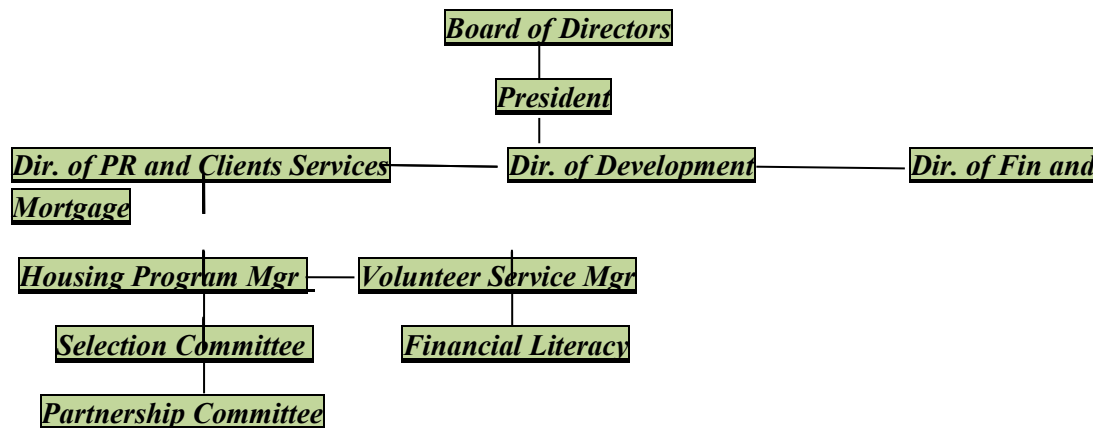 Board of Directors
President
Dir. of PR and Clients Services Dir. of Development Dir. of Fin and
Mortgage
Housing Program Mgr Volunteer Service Mgr
Selection Committee Financial Literacy
Partnership Committee